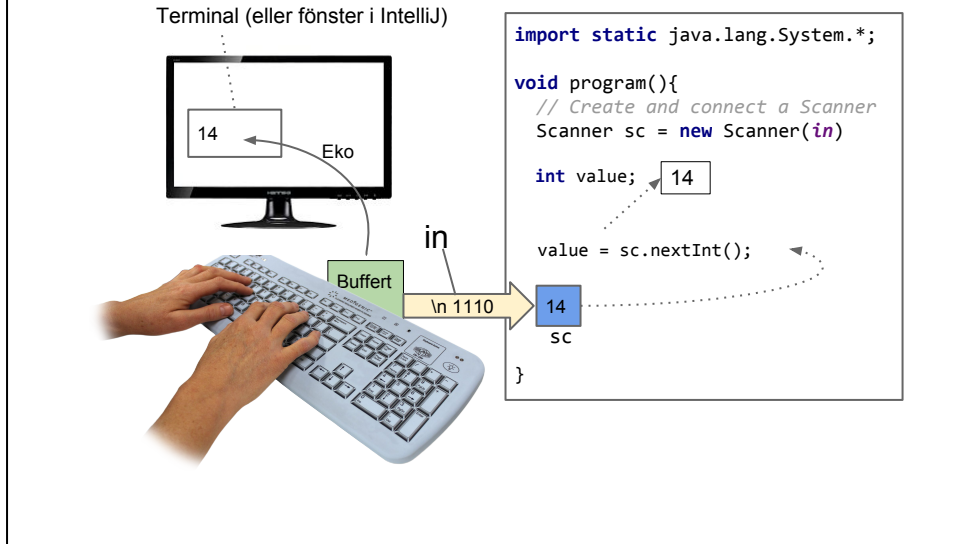 Terminal (eller fönster i IntelliJ)
14
Eko
Buffert
in
\n 1110
import static java.lang.System.*;
void program(){
// Create and connect a Scanner
Scanner sc = new Scanner(in)
int value;
14
value = sc.nextInt();
14
sc
}